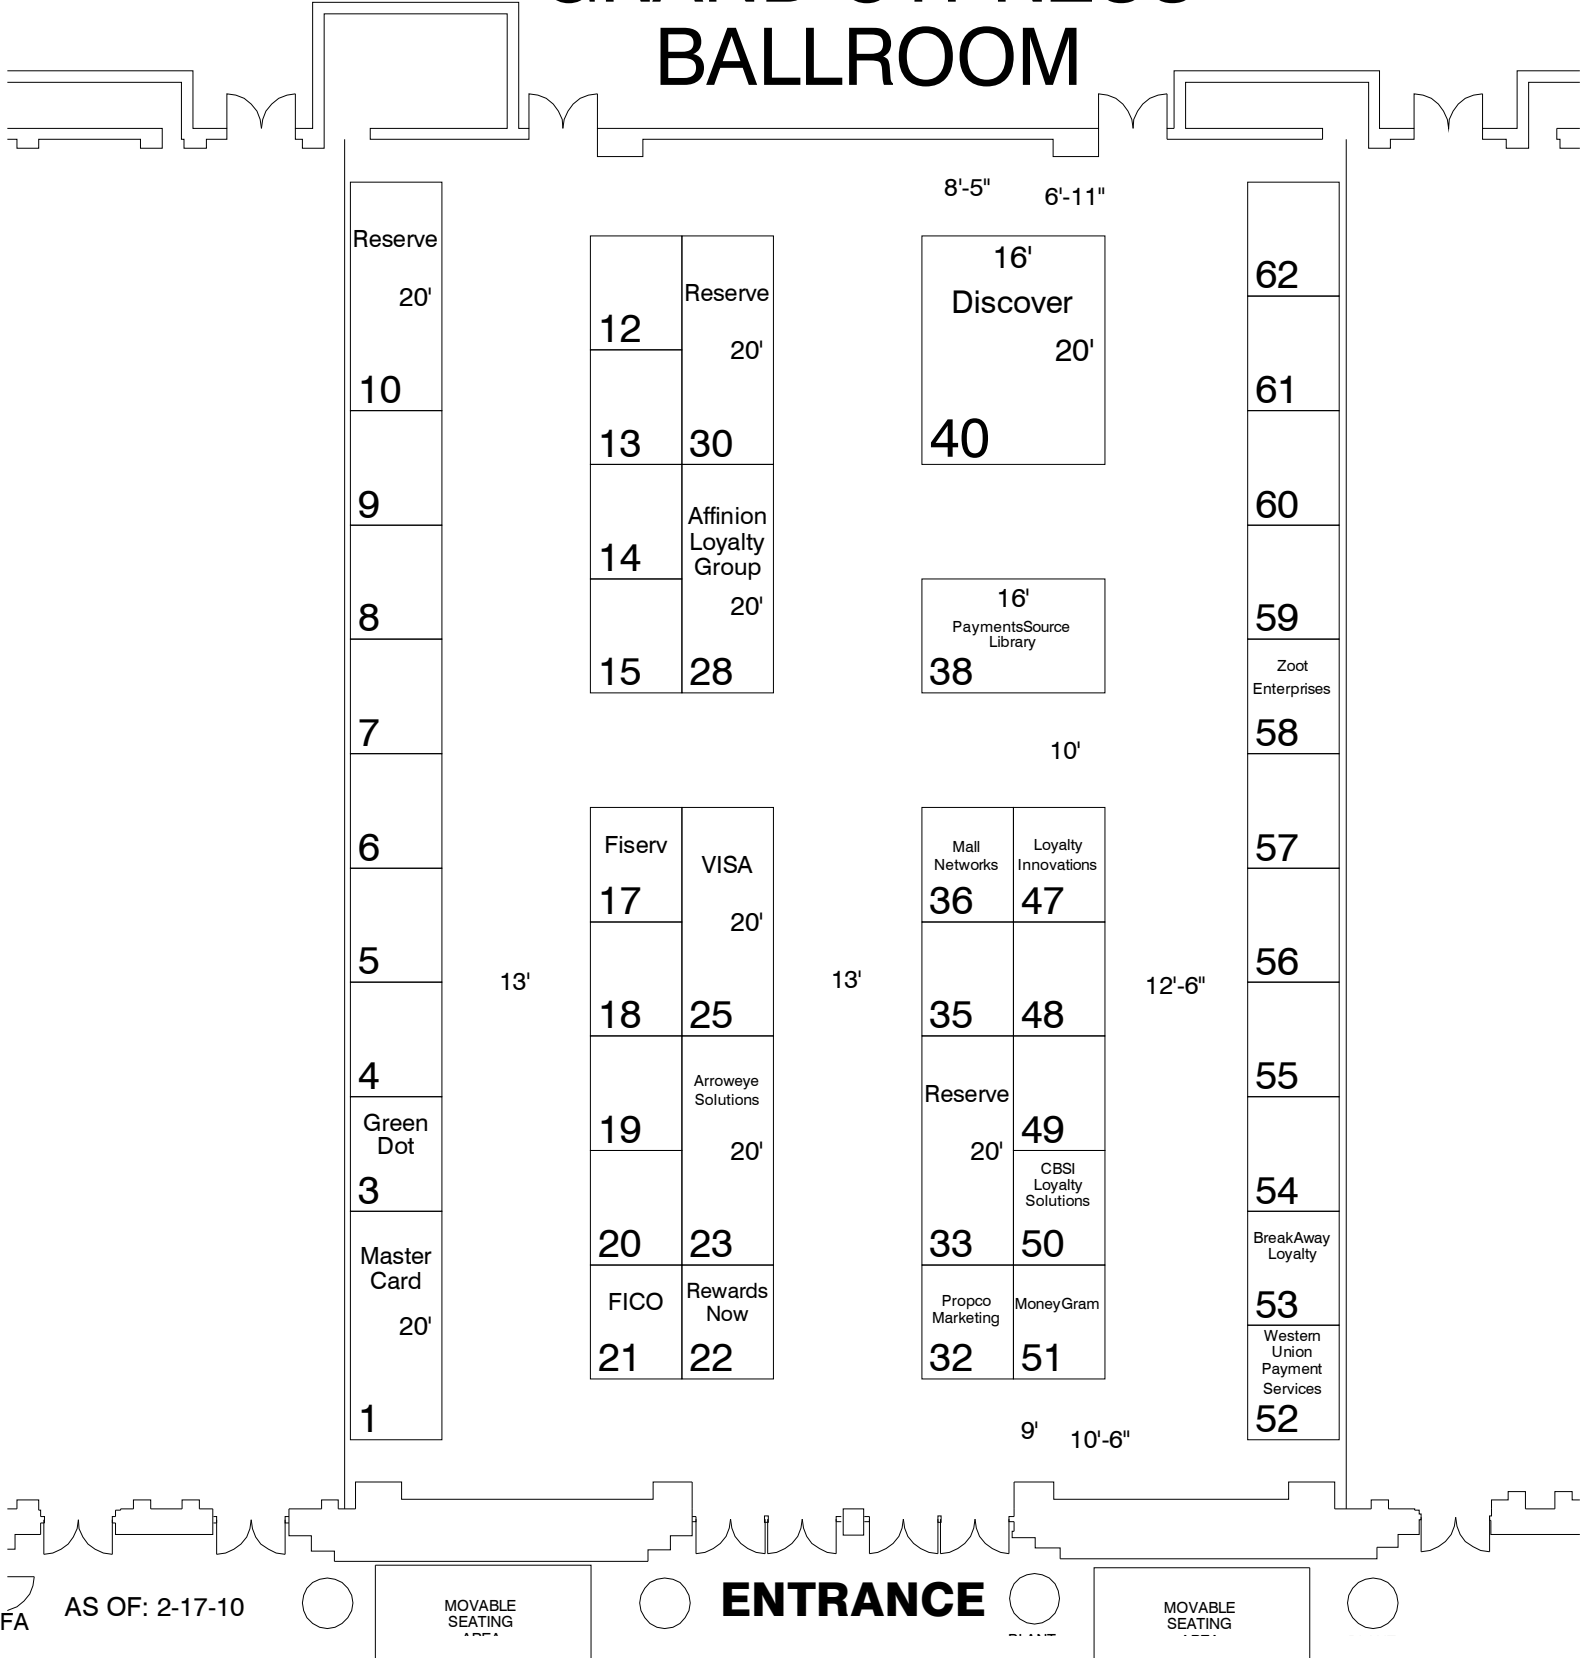 BALLROOM
8'-5"
6'-11"
Reserve
20'
10
9
8
7
6
5
4
Green
Dot
3
Master
Card
20'
1
12
13
14
15
Reserve
20'
30
Affinion
Loyalty
Group
20'
28
Fiserv
17
18
19
20
FICO
21
VISA
20'
25
Arroweye
Solutions
20'
23
Rewards
Now
22
16'
Discover
20'
40
16'
PaymentsSource
Library
38
10'
Mall
Networks
36
35
Reserve
20'
33
Propco
Marketing
32
Loyalty
Innovations
47
48
49
CBSI
Loyalty
Solutions
50
MoneyGram
51
62
61
60
59
Zoot
Enterprises
58
57
56
55
54
BreakAway
Loyalty
53
Western
Union
Payment
Services
52
13'
13'
12'-6"
9'
10'-6"
FA
AS OF: 2-17-10
MOVABLE
SEATING
ENTRANCE
MOVABLE
SEATING